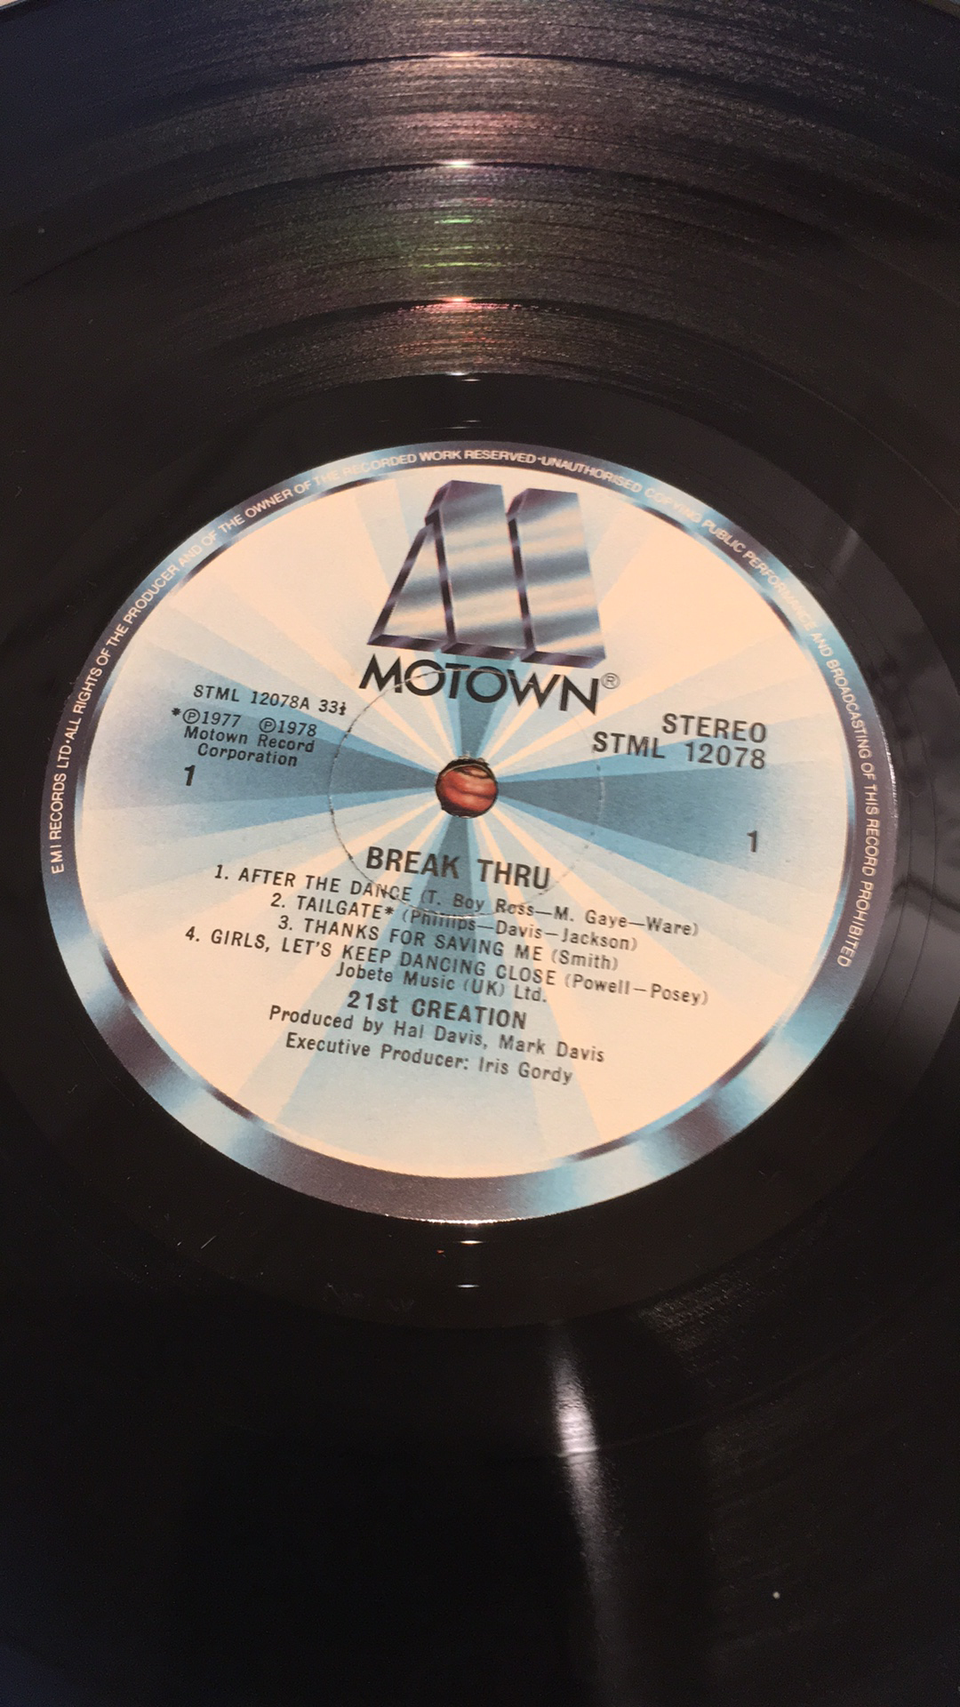 E M I RECORDS LTD•ALL RIGHTS OF THE PRODUCER AND OF THE OWNER OF THE RECORDED WORK RESERVED•UNAUTHORISED COPYING PUBLIC PERFORMANCE AND BROADCASTING OF THIS RECORD PROHIBITED
MOTOWN®
STML 12078A 33⅓
*℗1977 ℗1978
Motown Record
Corporation
1
STEREO
STML 12078
1
BREAK THRU
1. AFTER THE DANCE (T. Boy Ross—M. Gaye—Ware)
2. TAILGATE* (Phillips—Davis—Jackson)
3. THANKS FOR SAVING ME (Smith)
4. GIRLS, LET'S KEEP DANCING CLOSE (Powell—Posey)
Jobete Music (UK) Ltd.
21st CREATION
Produced by Hal Davis, Mark Davis
Executive Producer: Iris Gordy